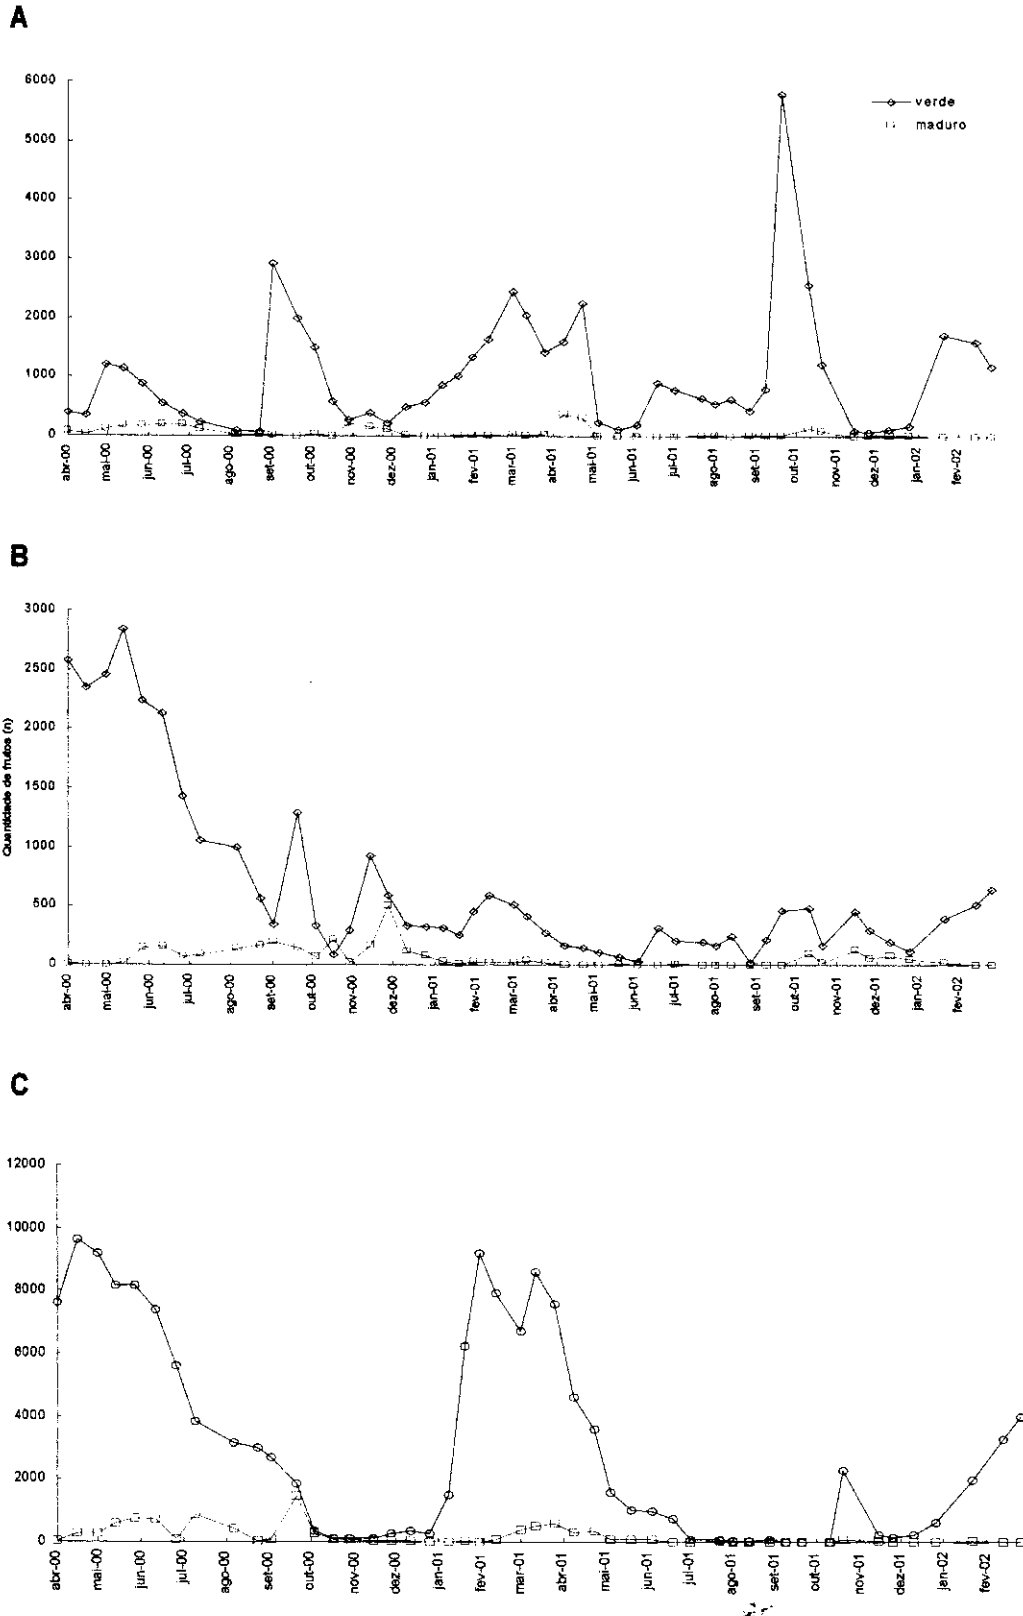 A
6000
5000
4000
3000
2000
1000
0
verde
maduro
abr-00 mai-00 jun-00 jul-00 ago-00 set-00 out-00 nov-00 dez-00 jan-01 fev-01 mar-01 abr-01 mai-01 jun-01 jul-01 ago-01 set-01 out-01 nov-01 dez-01 jan-02 fev-02
B
Quantidade de frutos (n)
3000
2500
2000
1500
1000
500
0
abr-00 mai-00 jun-00 jul-00 ago-00 set-00 out-00 nov-00 dez-00 jan-01 fev-01 mar-01 abr-01 mai-01 jun-01 jul-01 ago-01 set-01 out-01 nov-01 dez-01 jan-02 fev-02
C
12000
10000
8000
6000
4000
2000
0
abr-00 mai-00 jun-00 jul-00 ago-00 set-00 out-00 nov-00 dez-00 jan-01 fev-01 mar-01 abr-01 mai-01 jun-01 jul-01 ago-01 set-01 out-01 nov-01 dez-01 jan-02 fev-02